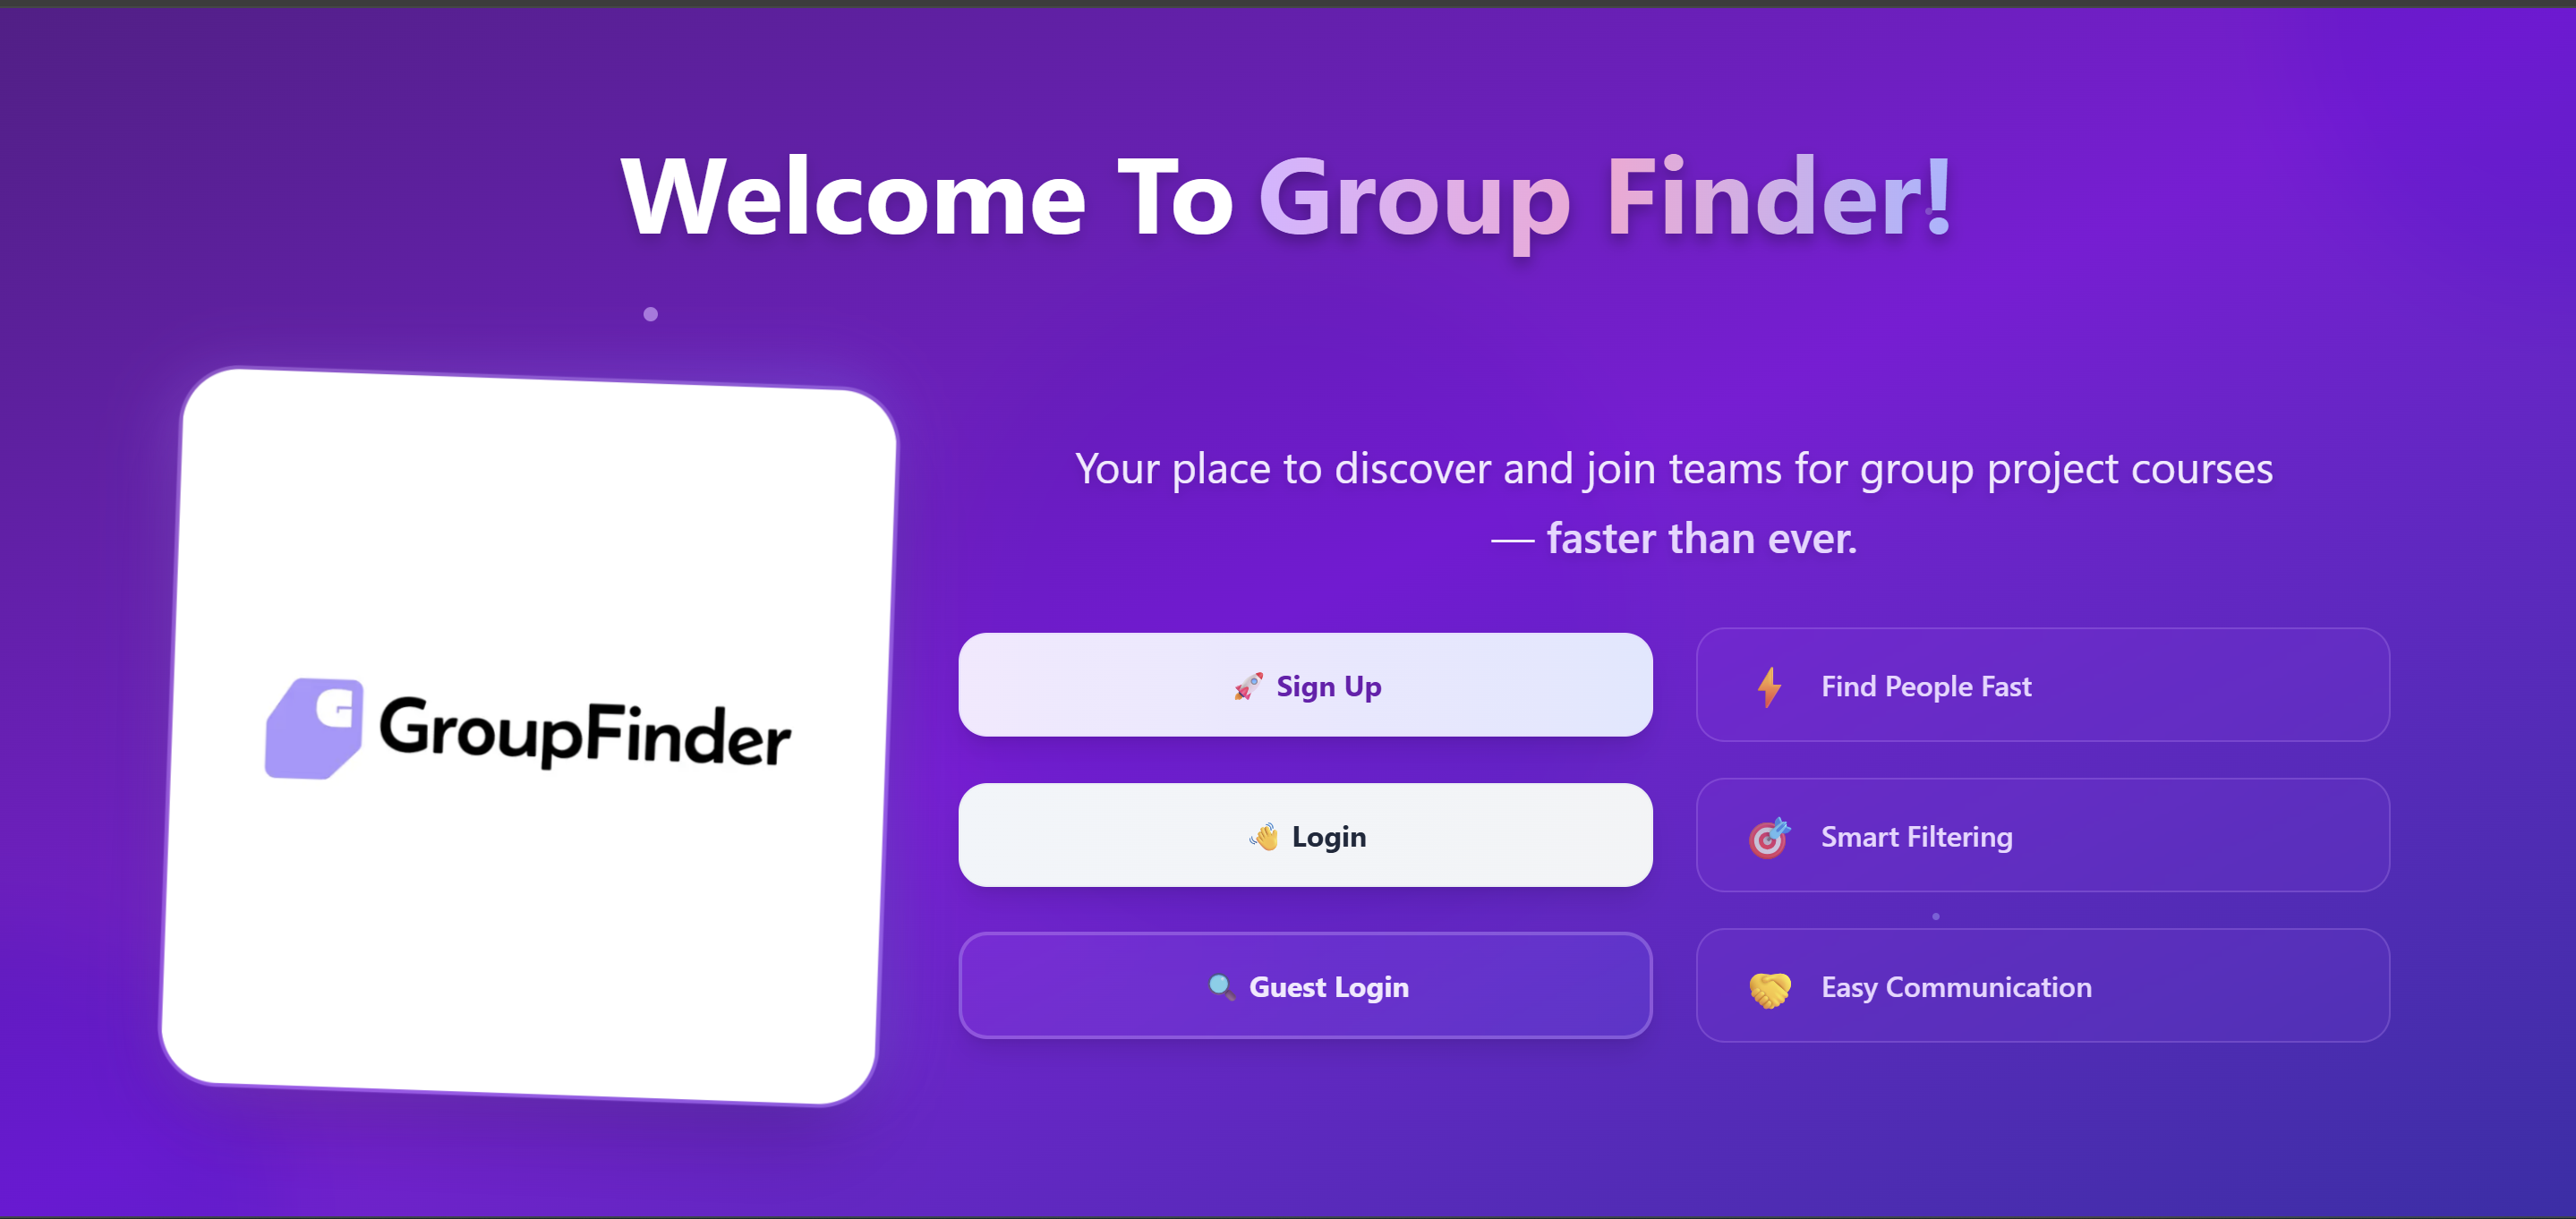 Welcome To Group Finder!
G GroupFinder
Your place to discover and join teams for group project courses
— faster than ever.
🚀 Sign Up
⚡ Find People Fast
👋 Login
🎯 Smart Filtering
🔍 Guest Login
🤝 Easy Communication